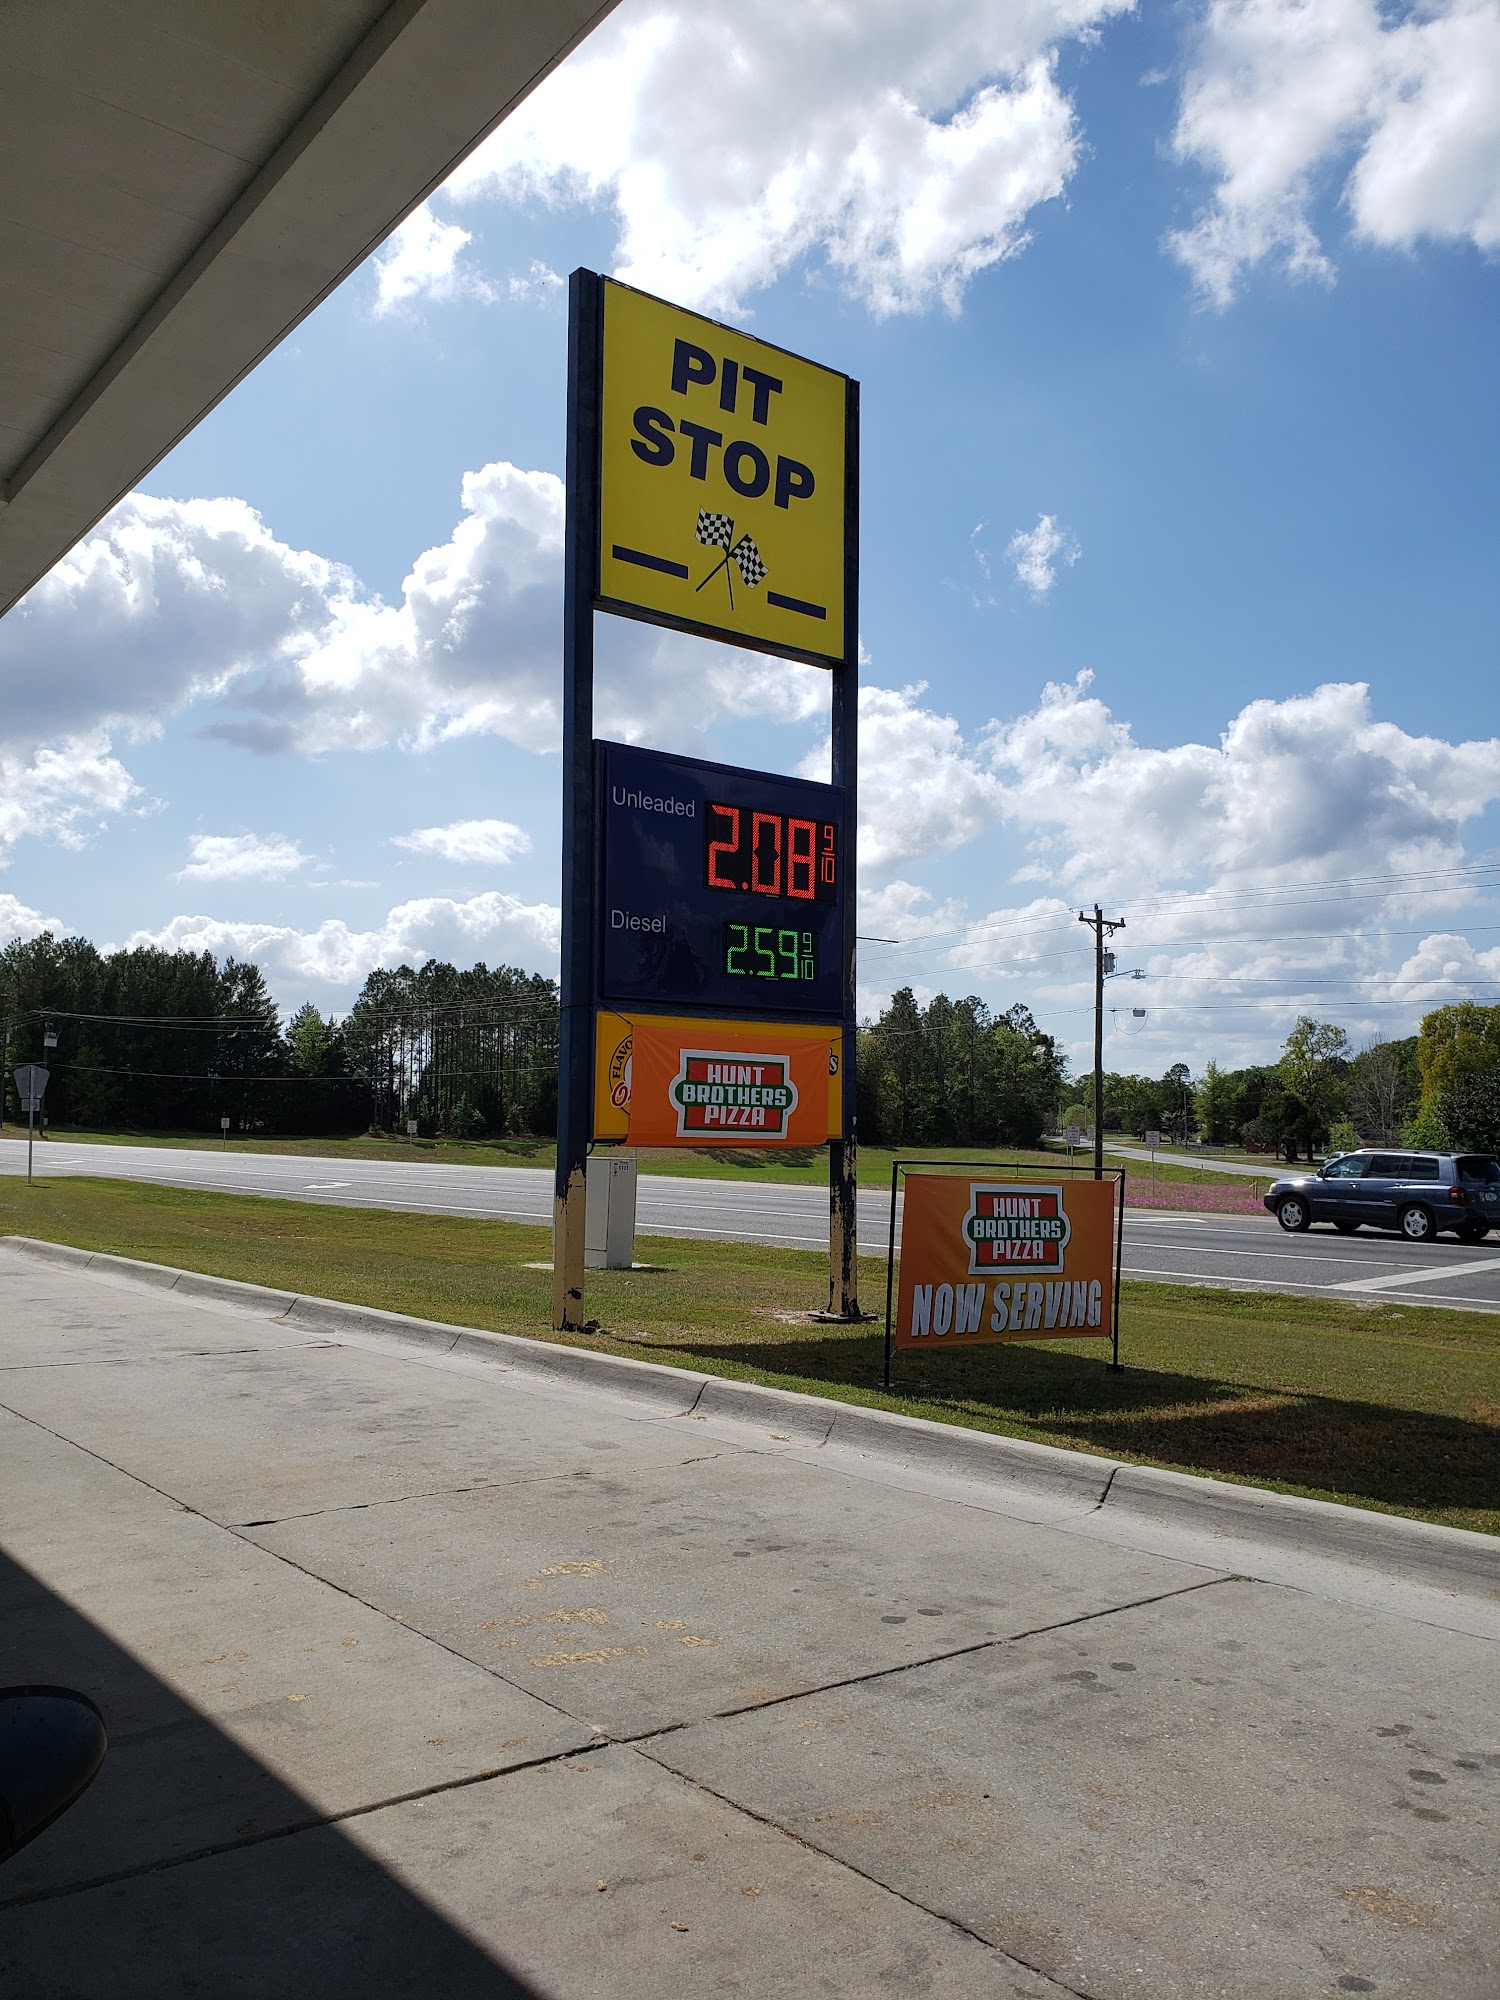 PIT
STOP
Unleaded
2.08 9/10
Diesel
2.59 9/10
FLAVO
HUNT
BROTHERS
PIZZA
HUNT
BROTHERS
PIZZA
NOW SERVING